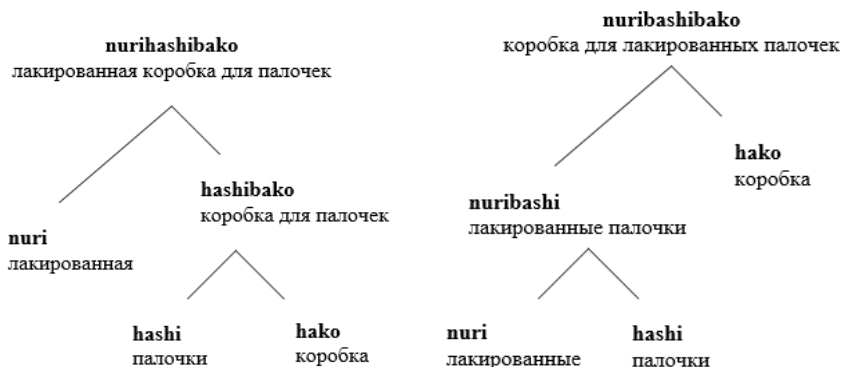 nurihashibako
лакированная коробка для палочек
nuri
лакированная
hashibako
коробка для палочек
hashi
палочки
hako
коробка
nuribashibako
коробка для лакированных палочек
nuribashi
лакированные палочки
hako
коробка
nuri
лакированные
hashi
палочки